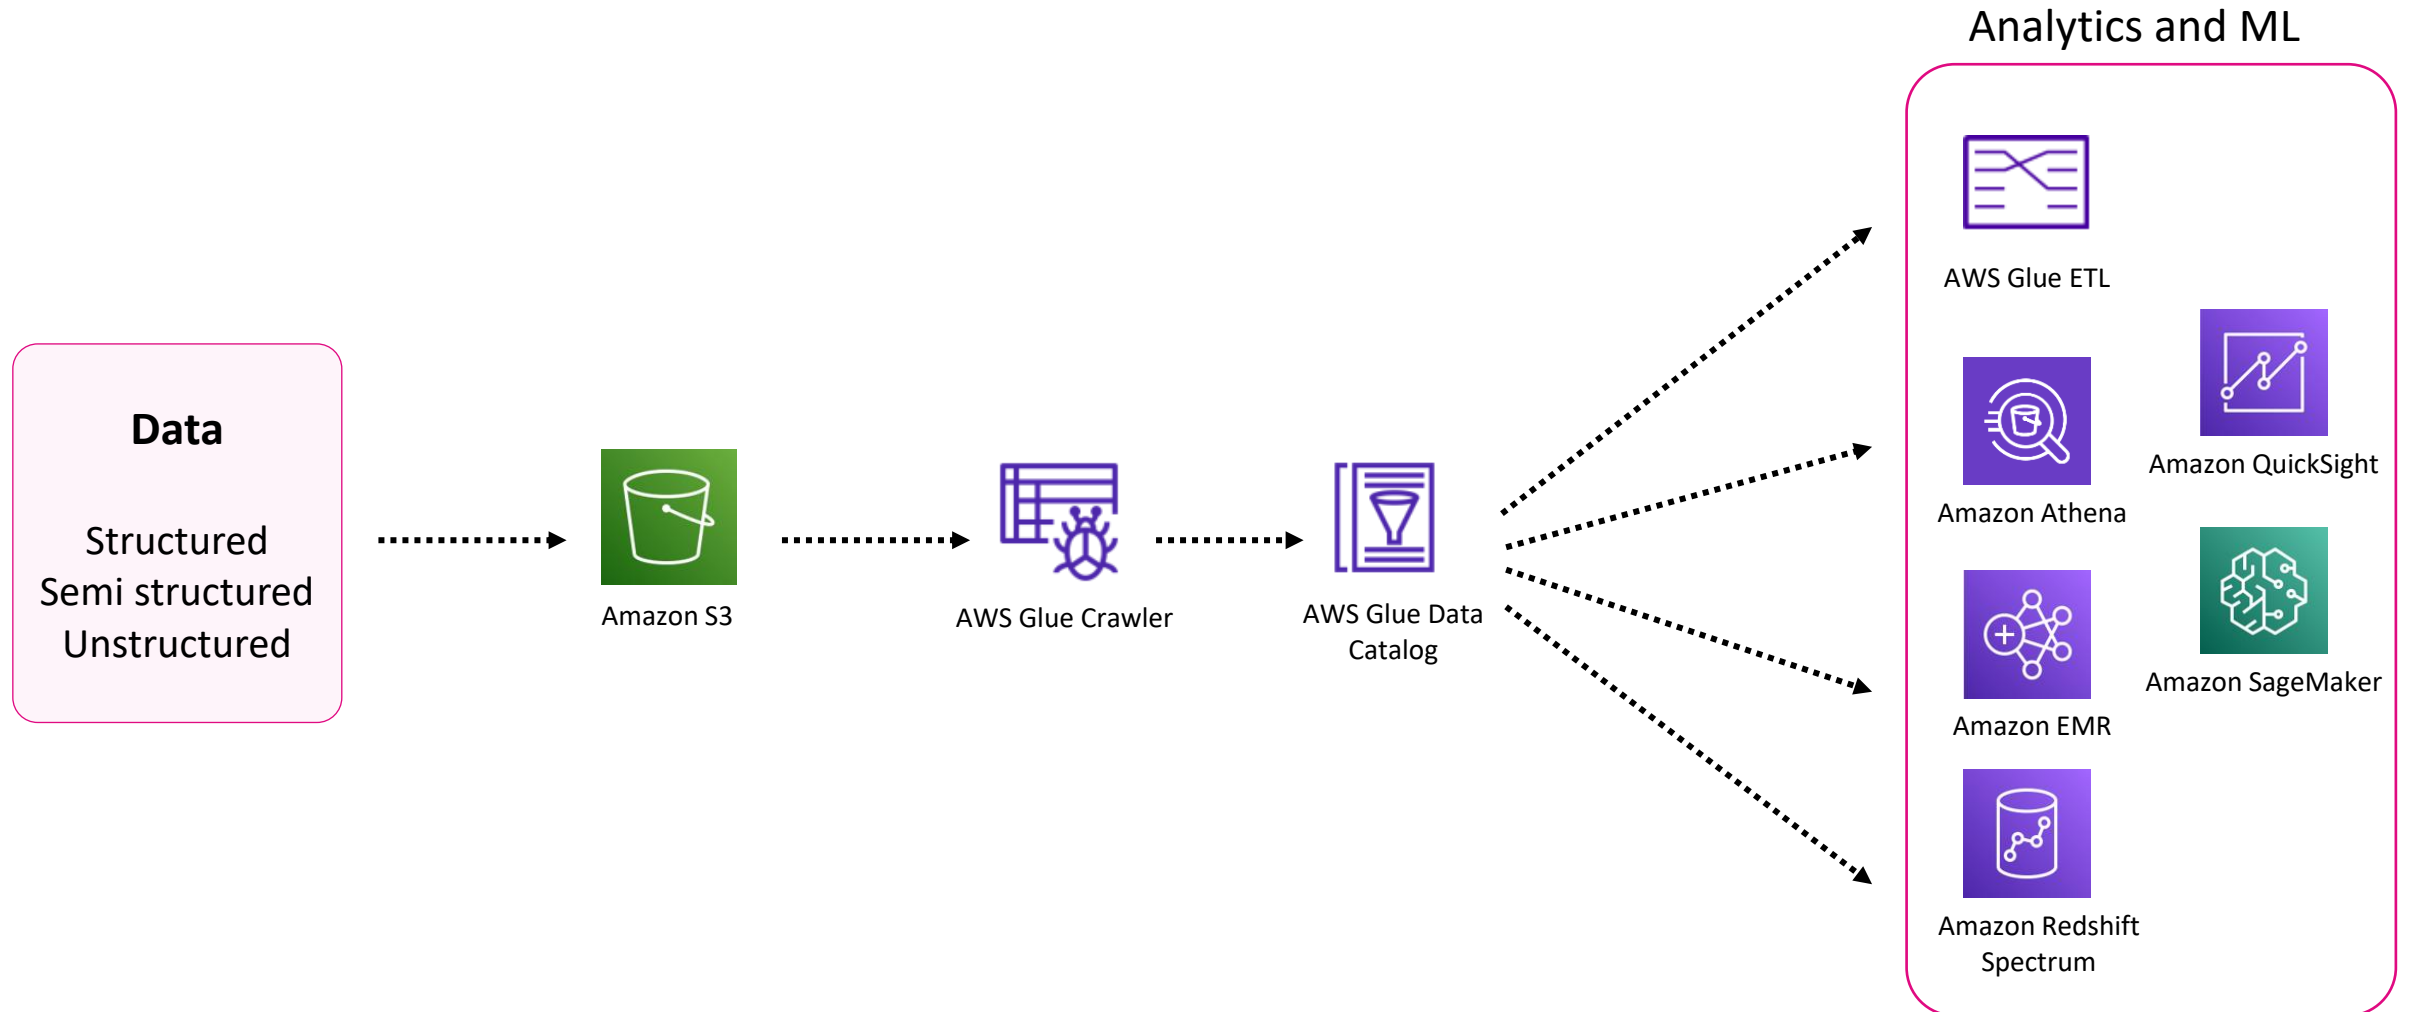 Analytics and ML
AWS Glue ETL
Amazon QuickSight
Amazon Athena
Data
Structured
Semi structured
Unstructured
Amazon S3
AWS Glue Crawler
AWS Glue Data
Catalog
Amazon SageMaker
Amazon EMR
Amazon Redshift
Spectrum